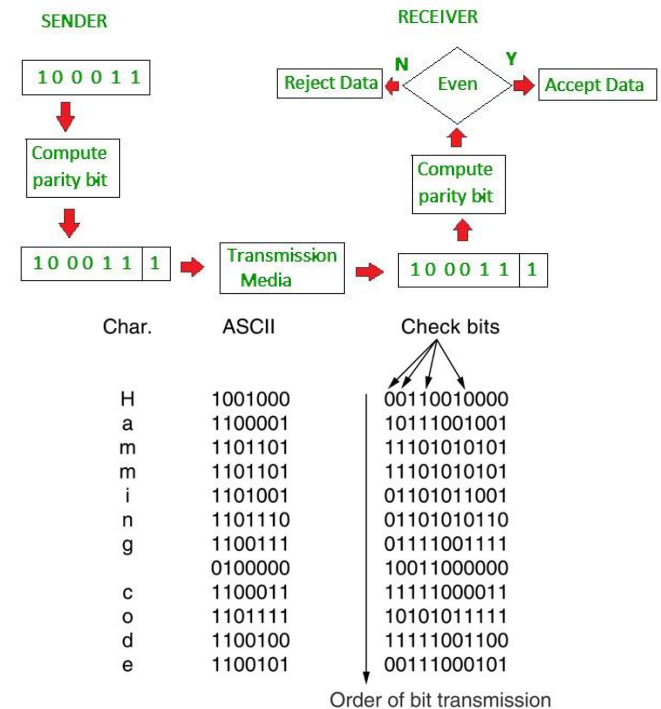 SENDER
RECEIVER
1 0 0 0 1 1
N
Y
Reject Data
Even
Accept Data
Compute
parity bit
Compute
parity bit
1 0 0 0 1 1 1
Transmission
Media
1 0 0 0 1 1 1
Char. ASCII Check bits
H 1001000 00110010000
a 1100001 10111001001
m 1101101 11101010101
m 1101101 11101010101
i 1101001 01101011001
n 1101110 01101010110
g 1100111 01111001111
0100000 10011000000
c 1100011 11111000011
o 1101111 10101011111
d 1100100 11111001100
e 1100101 00111000101
Order of bit transmission